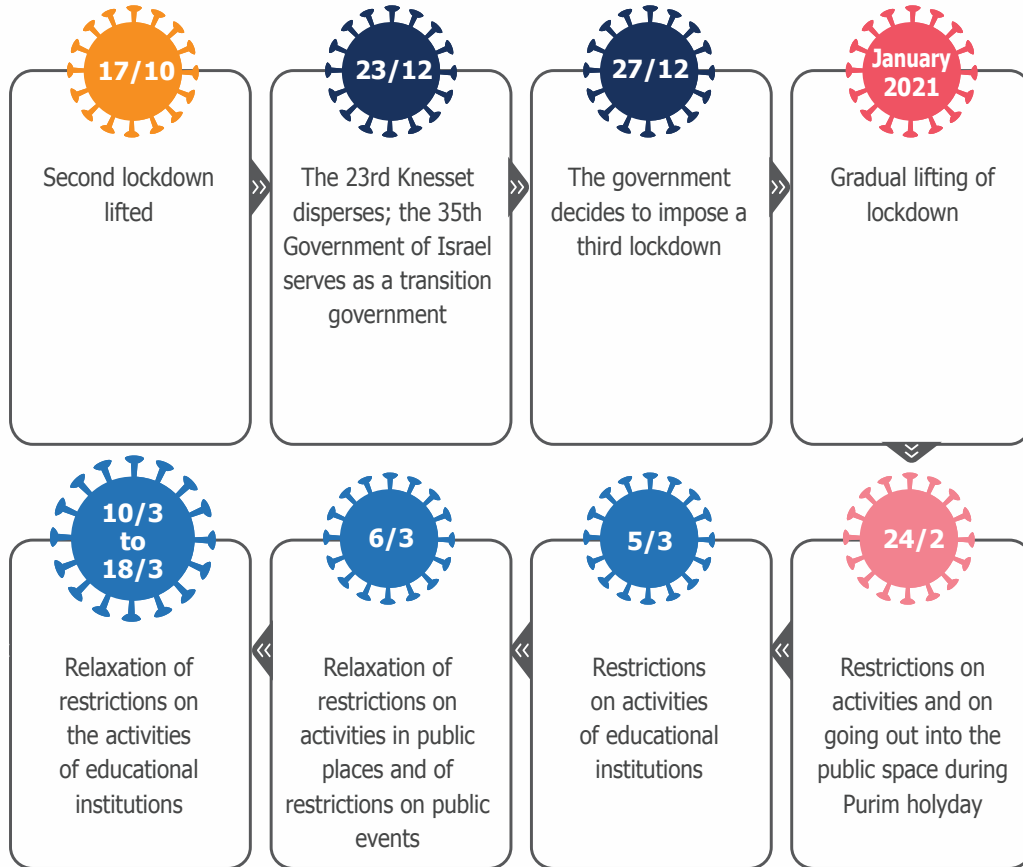 17/10
Second lockdown
lifted
23/12
The 23rd Knesset
disperses; the 35th
Government of Israel
serves as a transition
government
27/12
The government
decides to impose a
third lockdown
January
2021
Gradual lifting of
lockdown
24/2
Restrictions on
activities and on
going out into the
public space during
Purim holyday
5/3
Restrictions
on activities
of educational
institutions
6/3
Relaxation of
restrictions on
activities in public
places and of
restrictions on public
events
10/3
to
18/3
Relaxation of
restrictions on
the activities
of educational
institutions